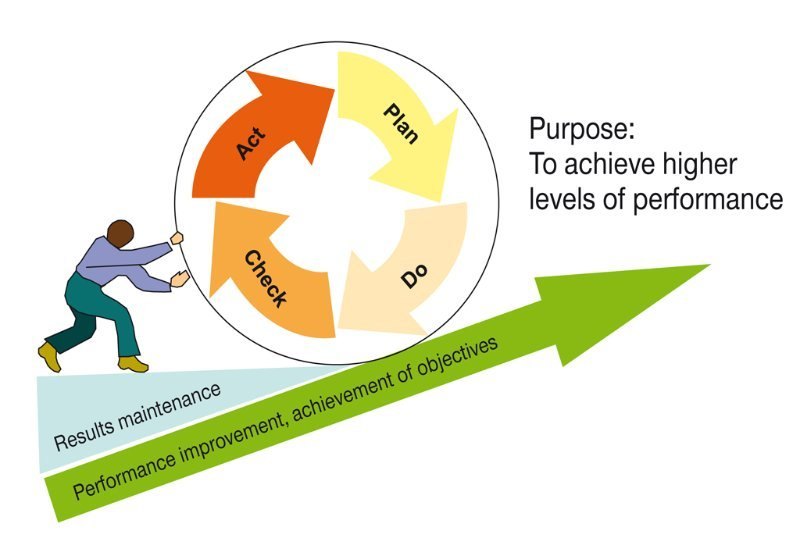 Act
Plan
Do
Check
Purpose:
To achieve higher
levels of performance
Results maintenance
Performance improvement, achievement of objectives